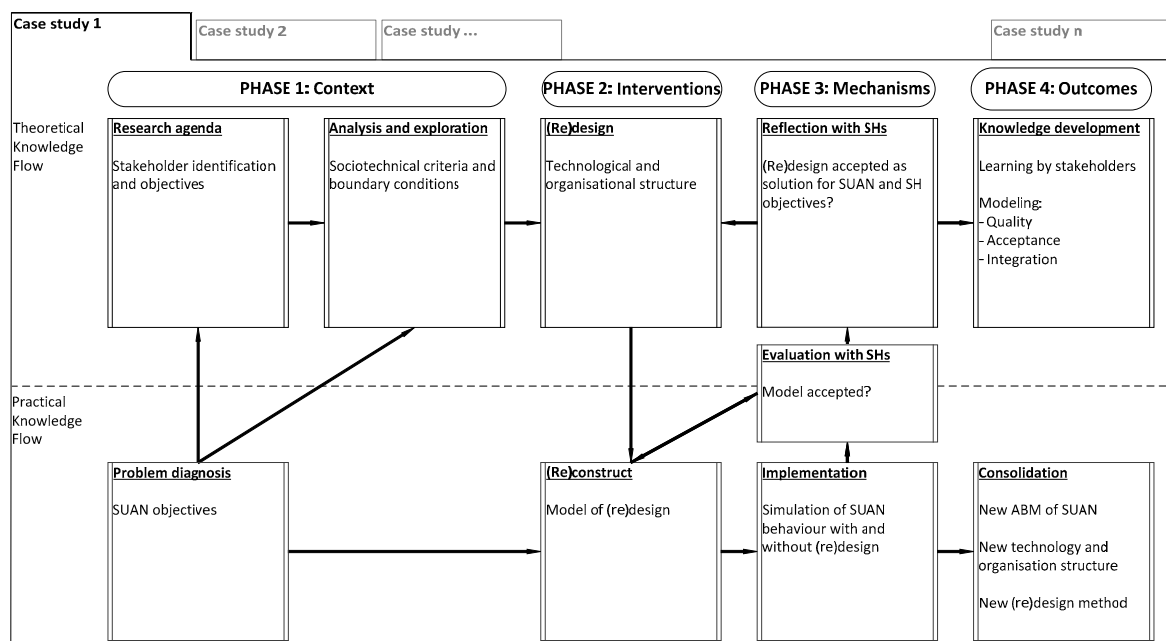 Case study 1
Case study 2
Case study ...
Case study n
PHASE 1: Context
PHASE 2: Interventions
PHASE 3: Mechanisms
PHASE 4: Outcomes
Theoretical
Knowledge
Flow
Research agenda
Stakeholder identification
and objectives
Analysis and exploration
Sociotechnical criteria and
boundary conditions
(Re)design
Technological and
organisational structure
Reflection with SHs
(Re)design accepted as
solution for SUAN and SH
objectives?
Knowledge development
Learning by stakeholders
Modeling:
- Quality
- Acceptance
- Integration
Evaluation with SHs
Model accepted?
Practical
Knowledge
Flow
Problem diagnosis
SUAN objectives
(Re)construct
Model of (re)design
Implementation
Simulation of SUAN
behaviour with and
without (re)design
Consolidation
New ABM of SUAN
New technology and
organisation structure
New (re)design method